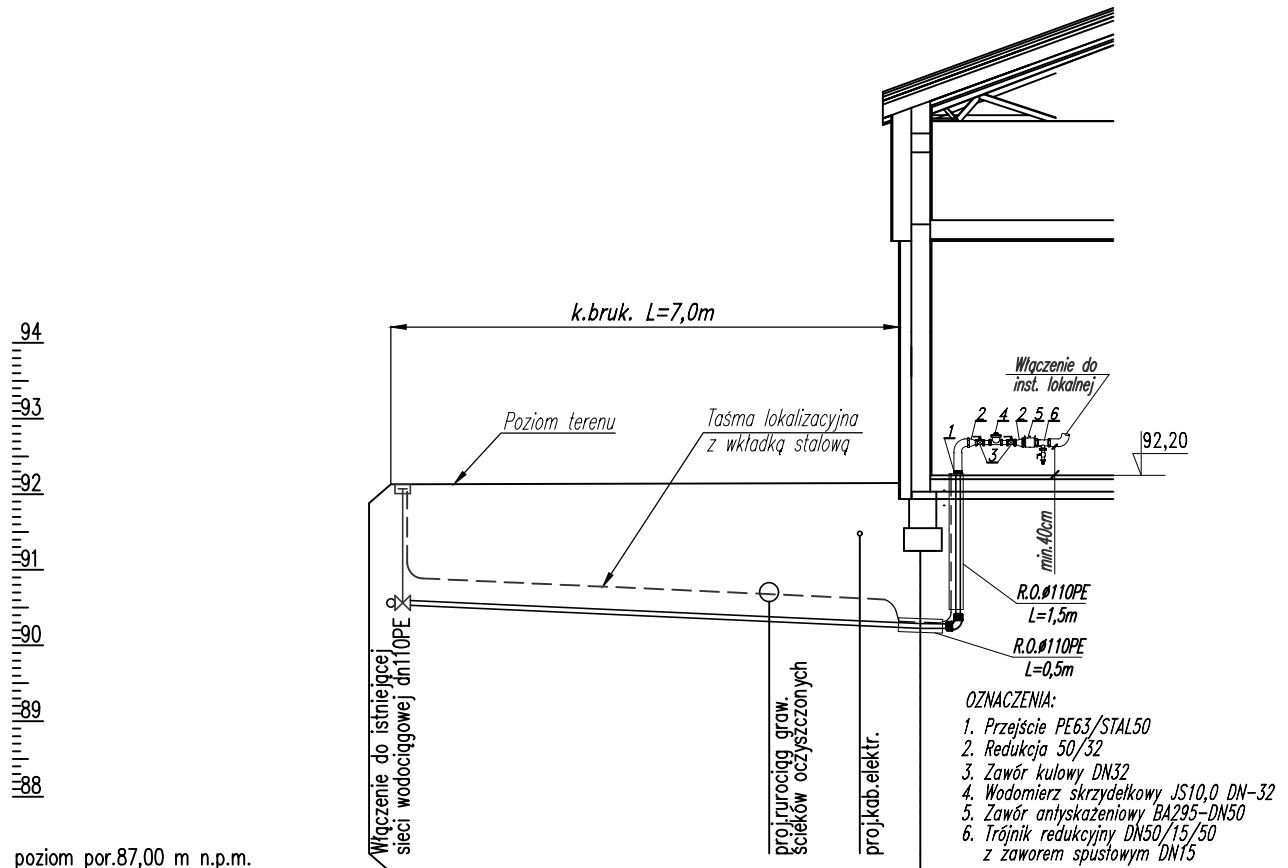 k.bruk. L=7,0m
94
93
92
91
90
89
88
poziom por.87,00 m n.p.m.
Poziom terenu
Taśma lokalizacyjna
z wkładką stalową
Włączenie do
inst. lokalnej
1
2
4
2
5
6
3
92,20
min.40cm
R.O.ø110PE
L=1,5m
R.O.ø110PE
L=0,5m
Włączenie do istniejącej
sieci wodociągowej dn110PE
proj.rurociąg graw.
ścieków oczyszczonych
proj.kab.elektr.
OZNACZENIA:
1. Przejście PE63/STAL50
2. Redukcja 50/32
3. Zawór kulowy DN32
4. Wodomierz skrzydełkowy JS10,0 DN-32
5. Zawór antyskażeniowy BA295-DN50
6. Trójnik redukcyjny DN50/15/50
z zaworem spustowym DN15